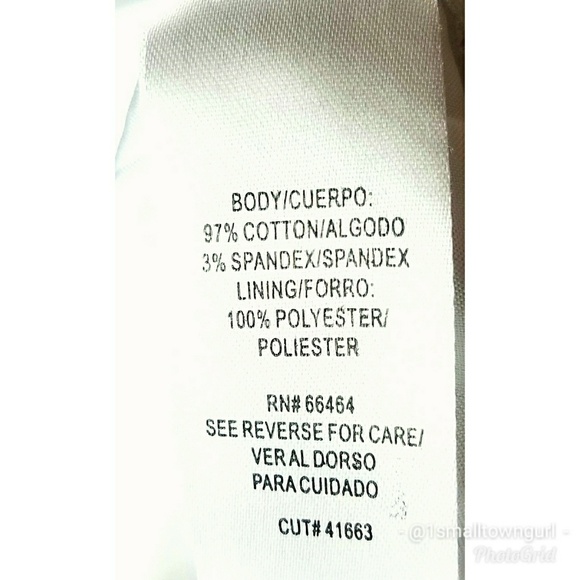 BODY/CUERPO:
97% COTTON/ALGODO
3% SPANDEX/SPANDEX
LINING/FORRO:
100% POLYESTER/
POLIESTER
RN# 66464
SEE REVERSE FOR CARE/
VER AL DORSO
PARA CUIDADO
CUT# 41663
- @1smalltowngurl -
PhotoGrid